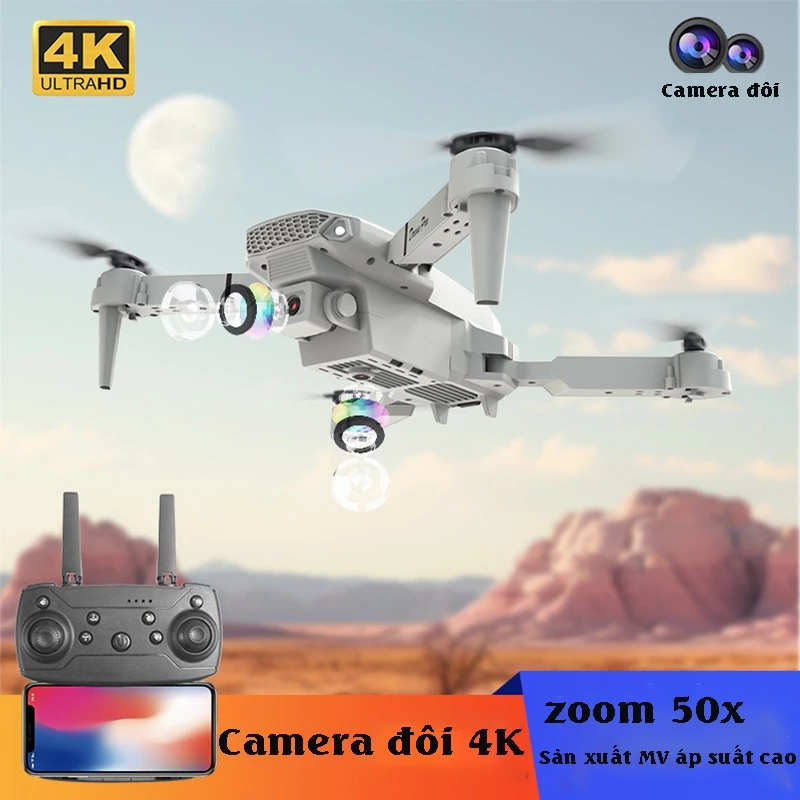 4K
ULTRAHD
Camera đôi
Camera đôi 4K
zoom 50x
Sản xuất MV áp suất cao